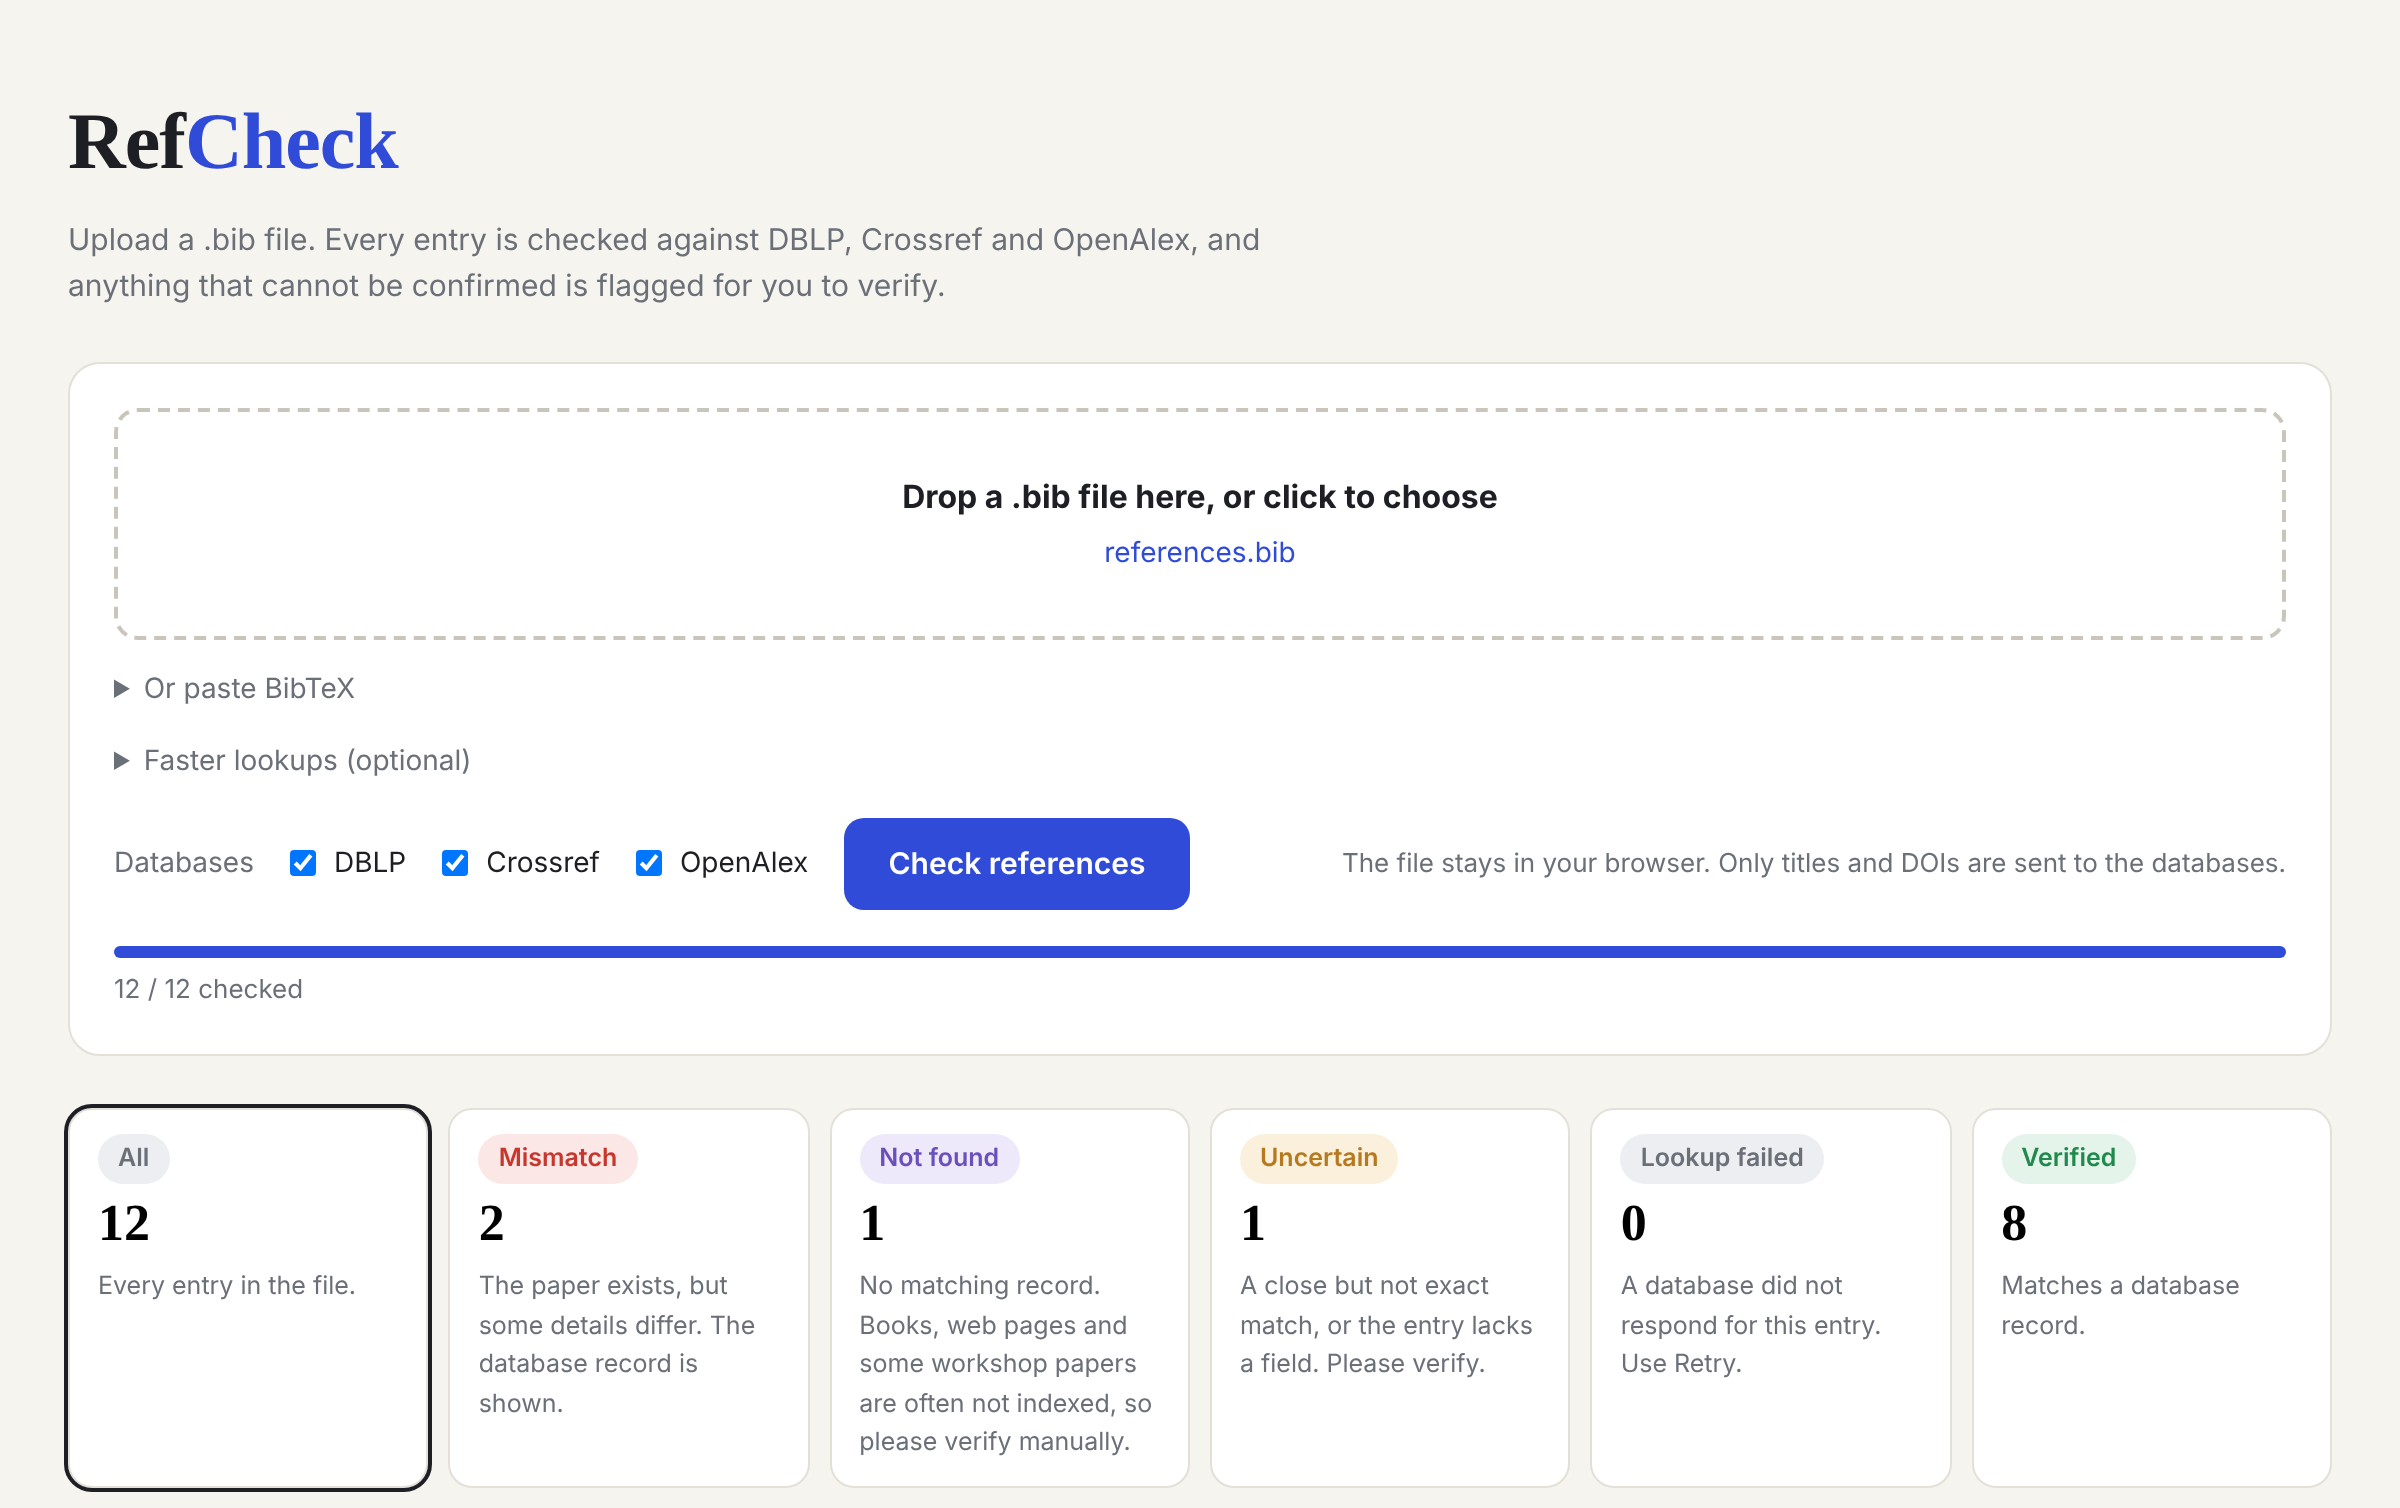 RefCheck
Upload a .bib file. Every entry is checked against DBLP, Crossref and OpenAlex, and
anything that cannot be confirmed is flagged for you to verify.
Drop a .bib file here, or click to choose
references.bib
Or paste BibTeX
Faster lookups (optional)
Databases DBLP Crossref OpenAlex Check references The file stays in your browser. Only titles and DOIs are sent to the databases.
12 / 12 checked
All
12
Every entry in the file.
Mismatch
2
The paper exists, but
some details differ. The
database record is
shown.
Not found
1
No matching record.
Books, web pages and
some workshop papers
are often not indexed, so
please verify manually.
Uncertain
1
A close but not exact
match, or the entry lacks
a field. Please verify.
Lookup failed
0
A database did not
respond for this entry.
Use Retry.
Verified
8
Matches a database
record.